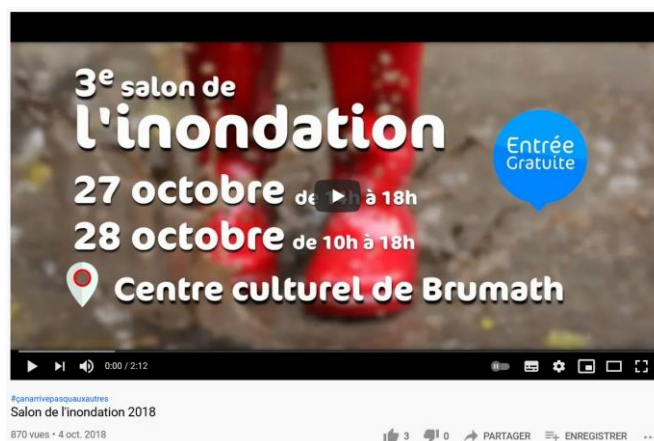 3e salon de
l'inondation
Entrée
Gratuite
27 octobre de à 18h
28 octobre de 10h à 18h
Centre culturel de Brumath
0:00 / 2:12
#çanarrivepasquauxautres
Salon de l'inondation 2018
870 vues • 4 oct. 2018
3 0 PARTAGER ENREGISTRER ...